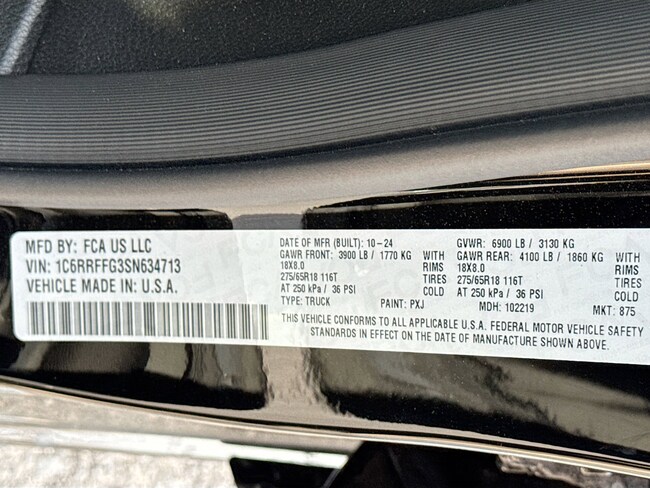 MFD BY: FCA US LLC
VIN: 1C6RRFFG3SN634713
VEHICLE MADE IN: U.S.A.
DATE OF MFR (BUILT): 10-24 GVWR: 6900 LB / 3130 KG
GAWR FRONT: 3900 LB / 1770 KG WITH GAWR REAR: 4100 LB / 1860 KG WITH
18X8.0 RIMS 18X8.0 RIMS
275/65R18 116T TIRES 275/65R18 116T TIRES
AT 250 kPa / 36 PSI COLD AT 250 kPa / 36 PSI COLD
TYPE: TRUCK PAINT: PXJ MDH: 102219 MKT: 875
THIS VEHICLE CONFORMS TO ALL APPLICABLE U.S.A. FEDERAL MOTOR VEHICLE SAFETY
STANDARDS IN EFFECT ON THE DATE OF MANUFACTURE SHOWN ABOVE.